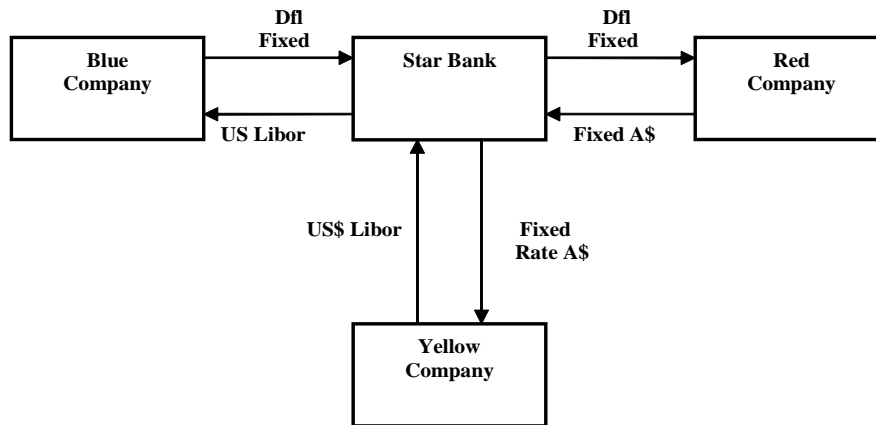 Dfl
Fixed
Dfl
Fixed
Blue
Company
Star Bank
Red
Company
US Libor
Fixed A$
US$ Libor
Fixed
Rate A$
Yellow
Company